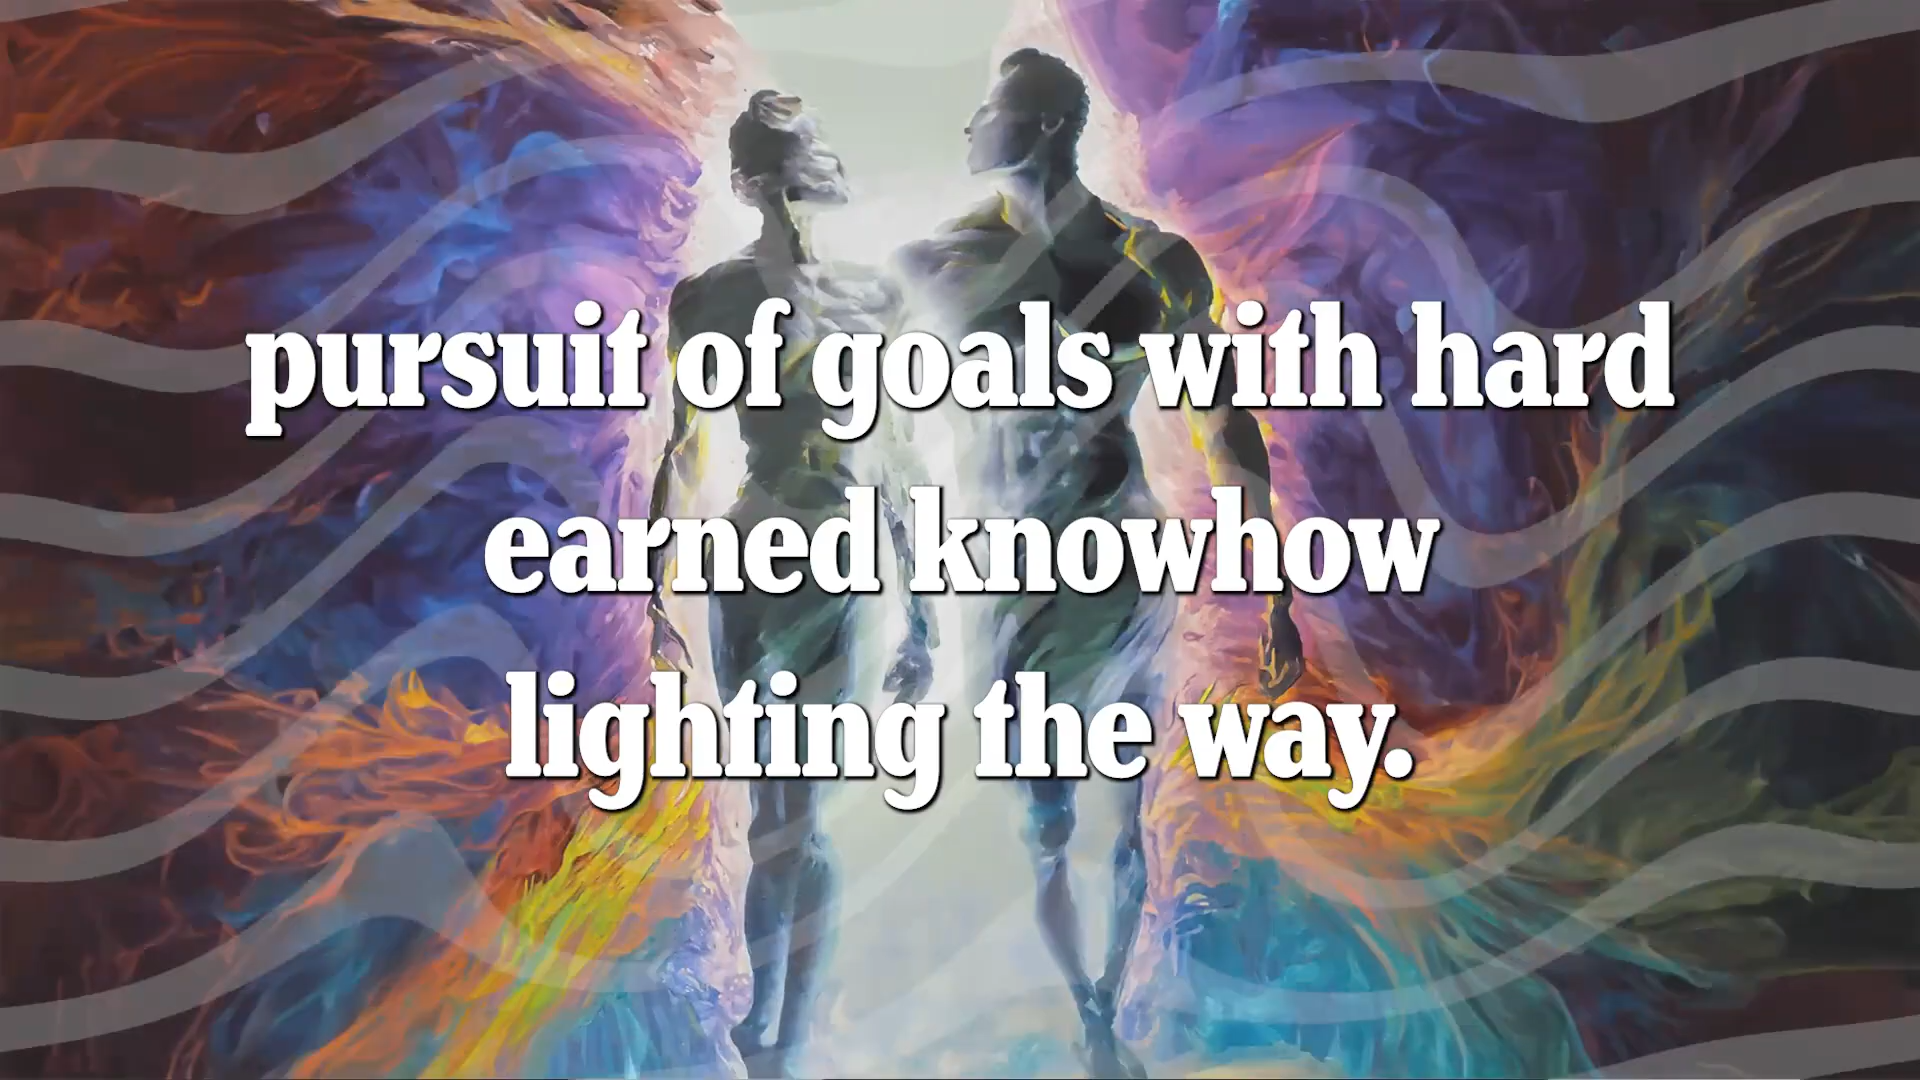 pursuit of goals with hard
earned knowhow
lighting the way.